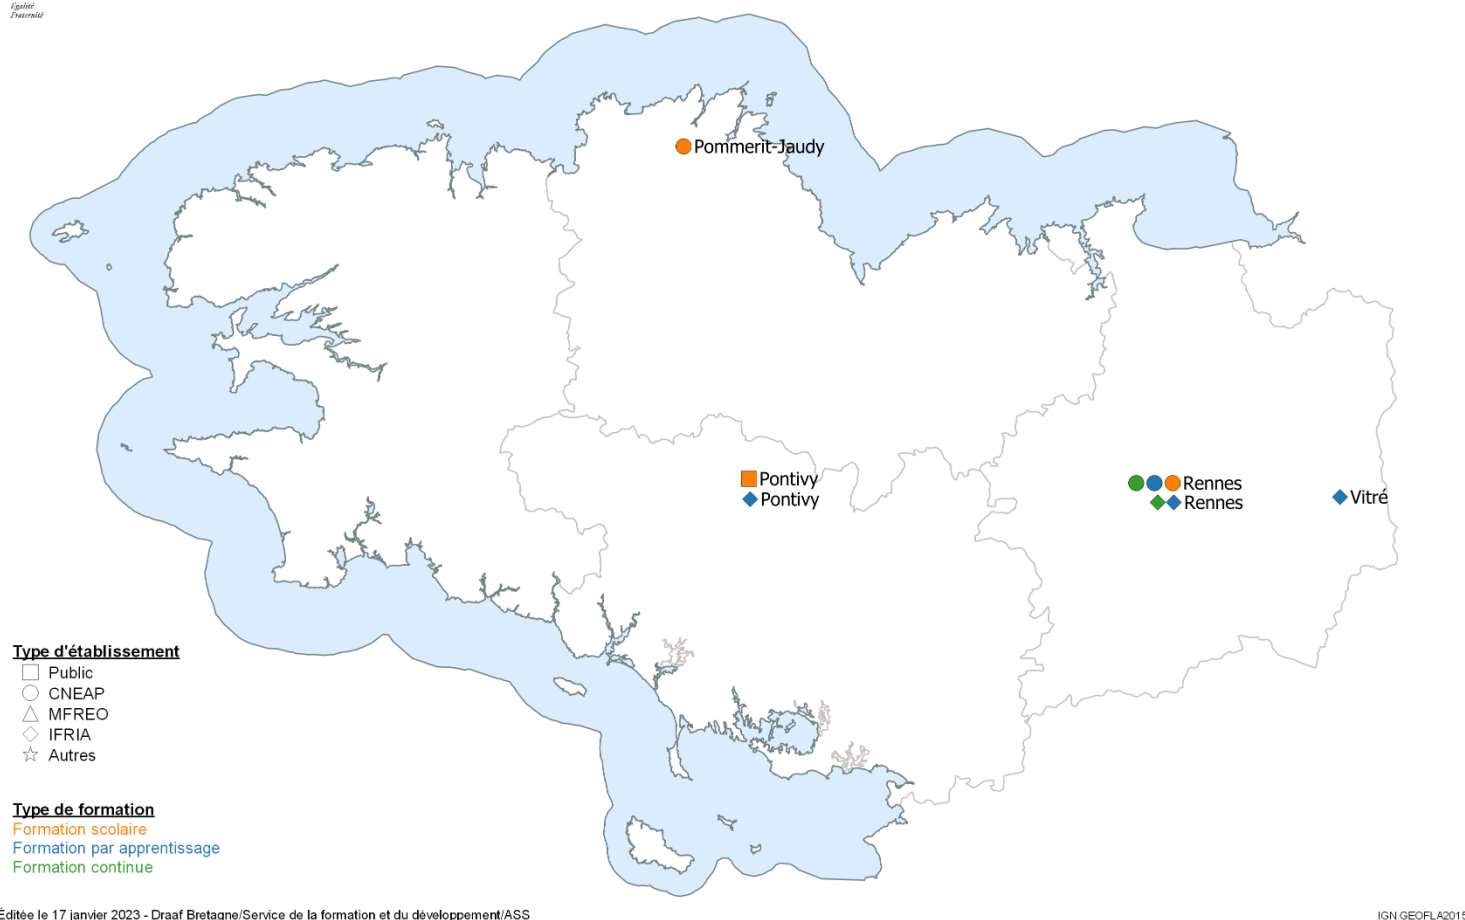 Égalité
Fraternité
Pommerit-Jaudy
Pontivy
Pontivy
Rennes
Rennes
Vitré
Type d'établissement
Public
CNEAP
MFREO
IFRIA
Autres
Type de formation
Formation scolaire
Formation par apprentissage
Formation continue
Éditée le 17 janvier 2023 - Draaf Bretagne/Service de la formation et du développement/ASS
IGN GEOFLA2015